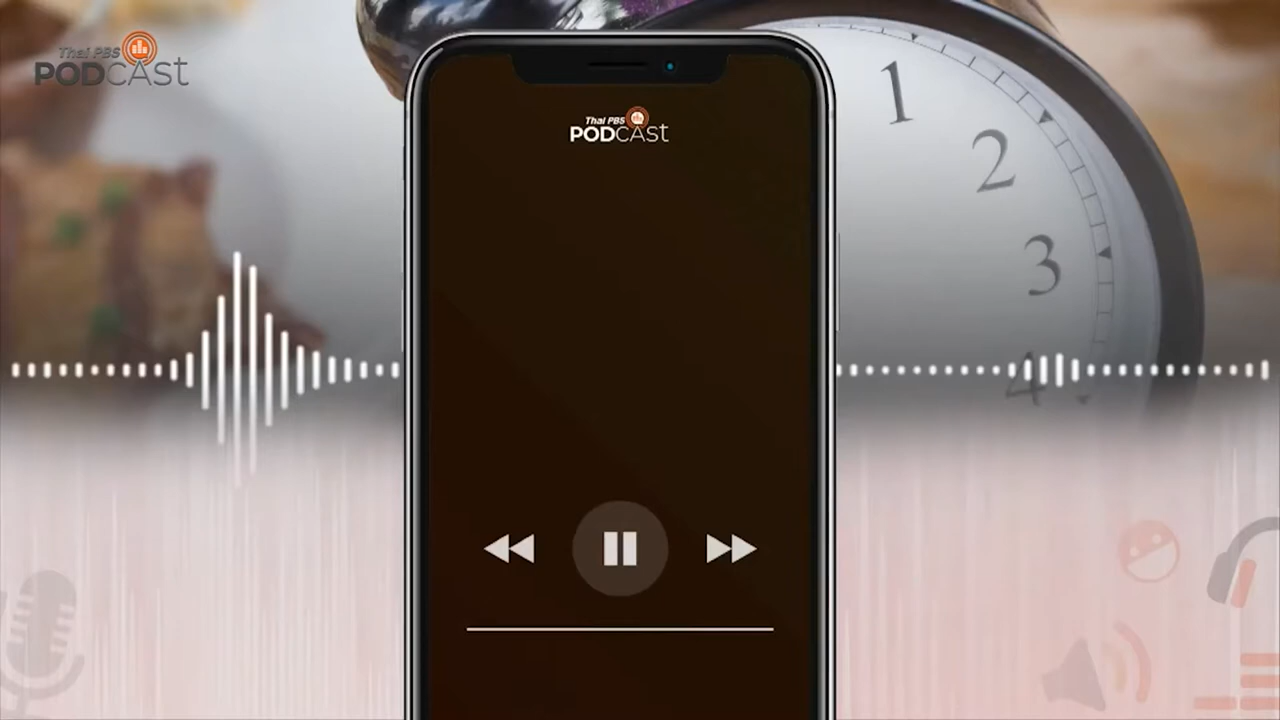 Thai PBS
PODCAST
Thai PBS
PODCAST
1
2
3
4